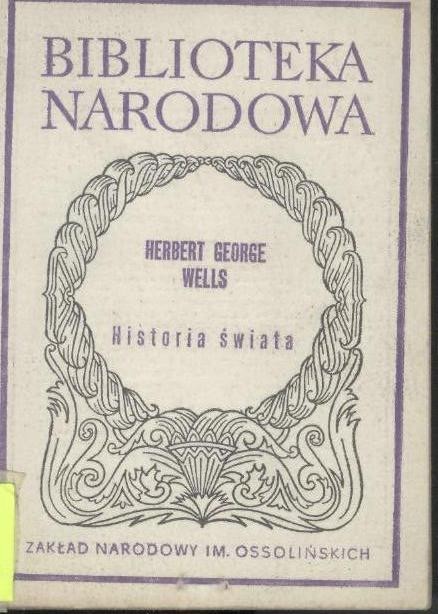 BIBLIOTEKA
NARODOWA
HERBERT GEORGE
WELLS
Historia świata
ZAKŁAD NARODOWY IM. OSSOLIŃSKICH